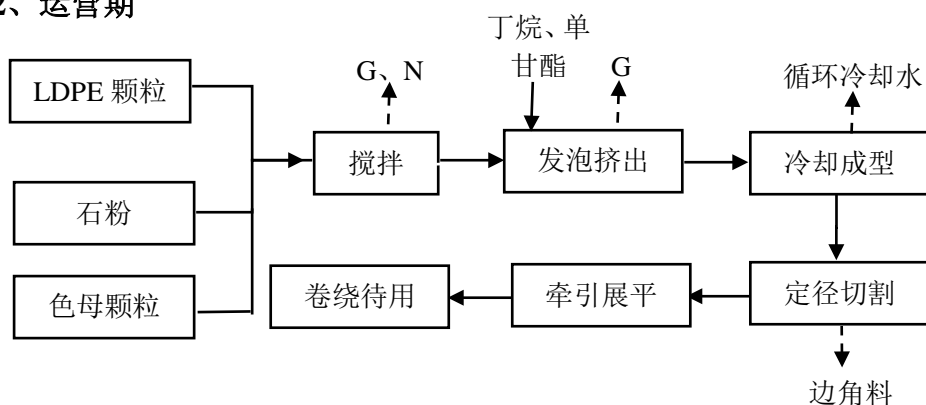 2、运营期
丁烷、单
甘酯
G、N
G
循环冷却水
LDPE 颗粒
搅拌
发泡挤出
冷却成型
石粉
色母颗粒
卷绕待用
牵引展平
定径切割
边角料